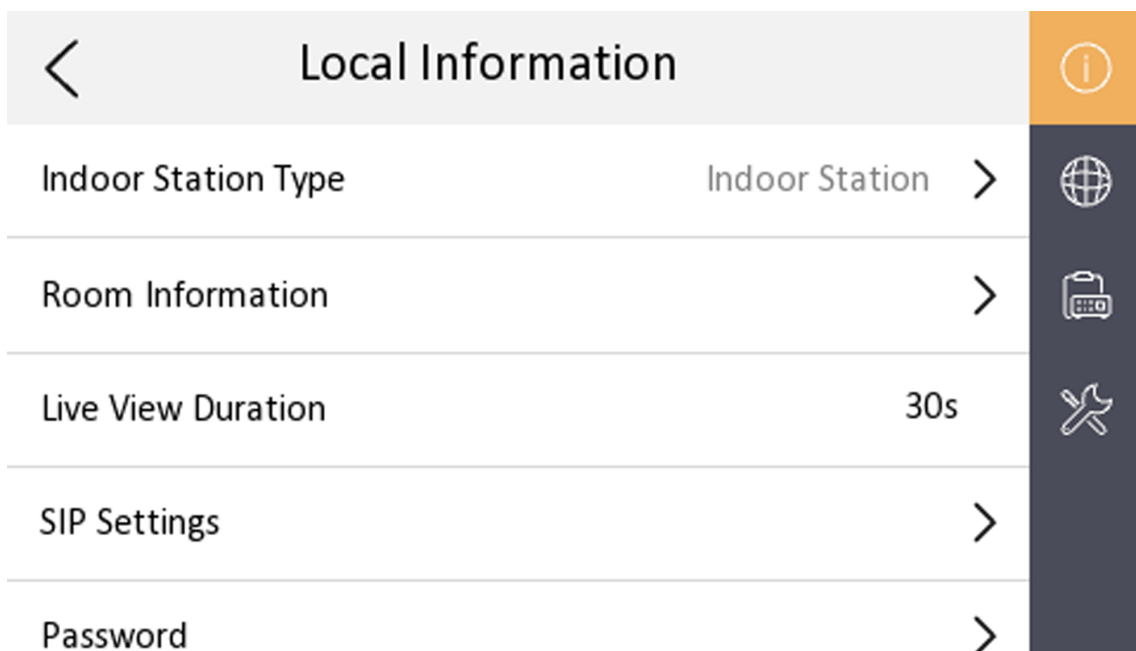 Local Information
Indoor Station Type Indoor Station
Room Information
Live View Duration 30s
SIP Settings
Password